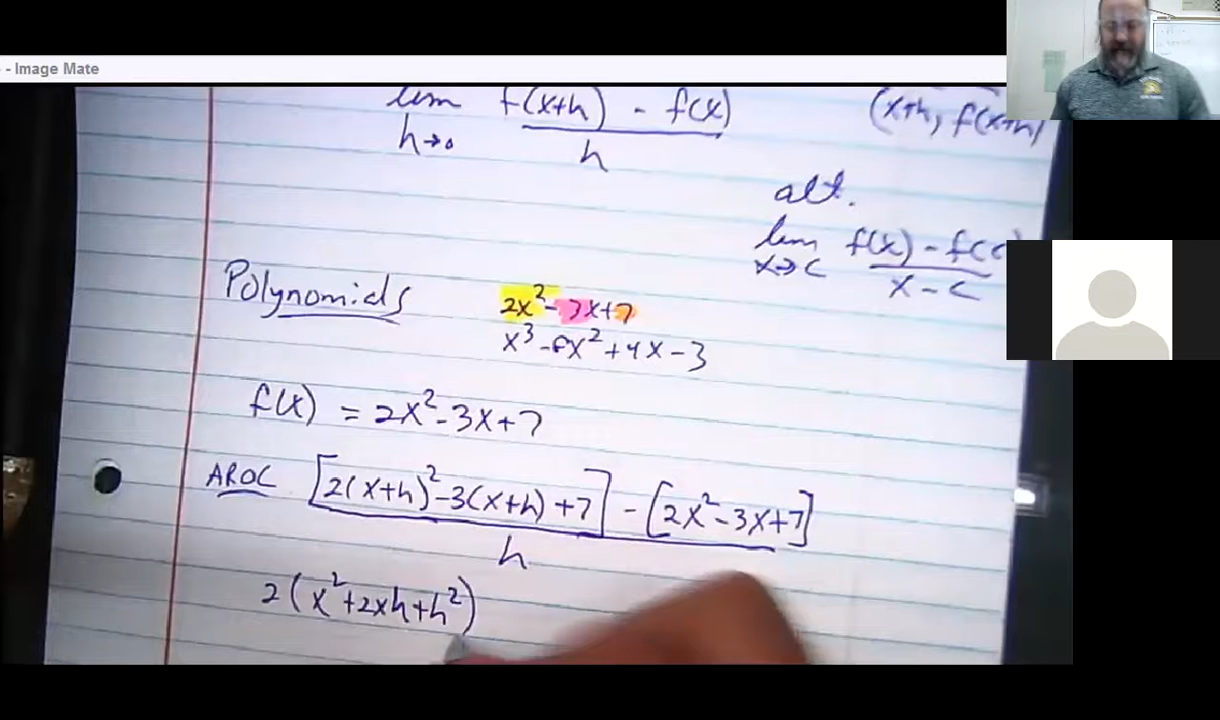 - Image Mate
lim f(x+h) - f(x)
h→0 h
(x+h, f(x+h)
alt.
lim f(x) - f(c
x→c x - c
Polynomials
2x² - 3x+7
x³ -6x² +4x -3
f(x) = 2x² - 3x+7
AROC [2(x+h)² -3(x+h) +7] - [2x² -3x+7]
h
2(x² +2xh+h²)